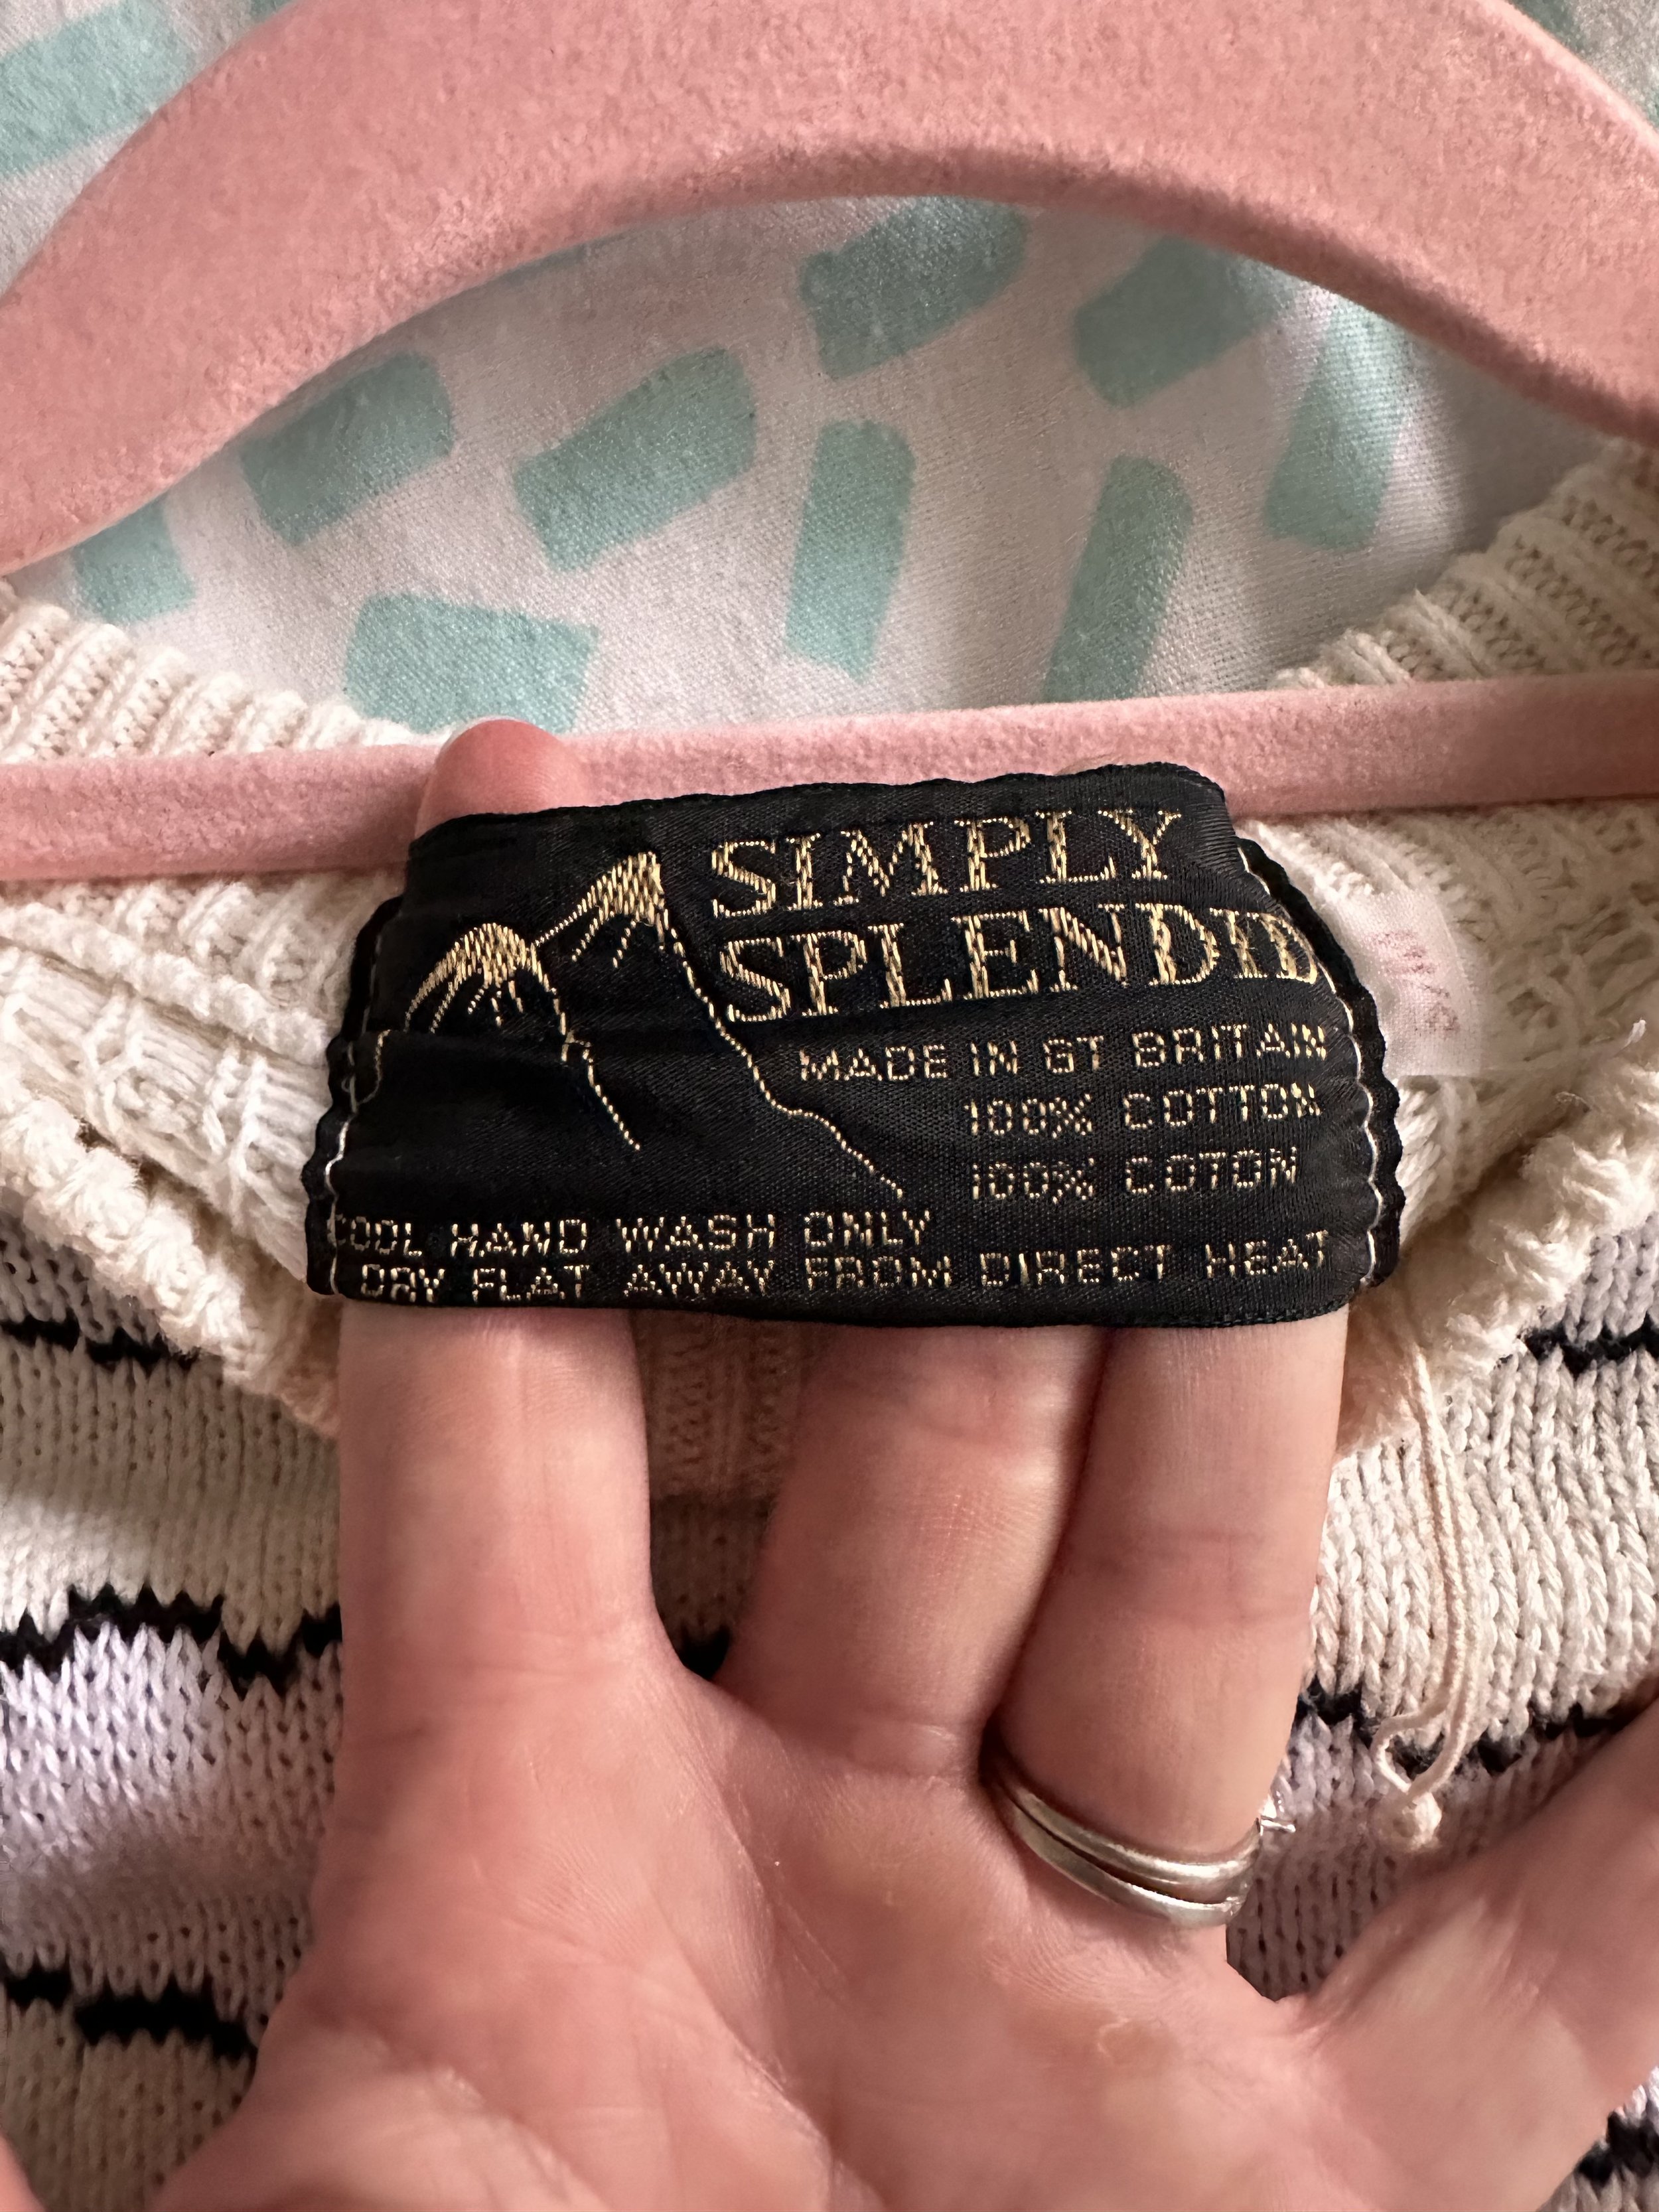 SIMPLY
SPLENDID
MADE IN GT BRITAIN
100% COTTON
100% COTON
COOL HAND WASH ONLY
DRY FLAT AWAY FROM DIRECT HEAT